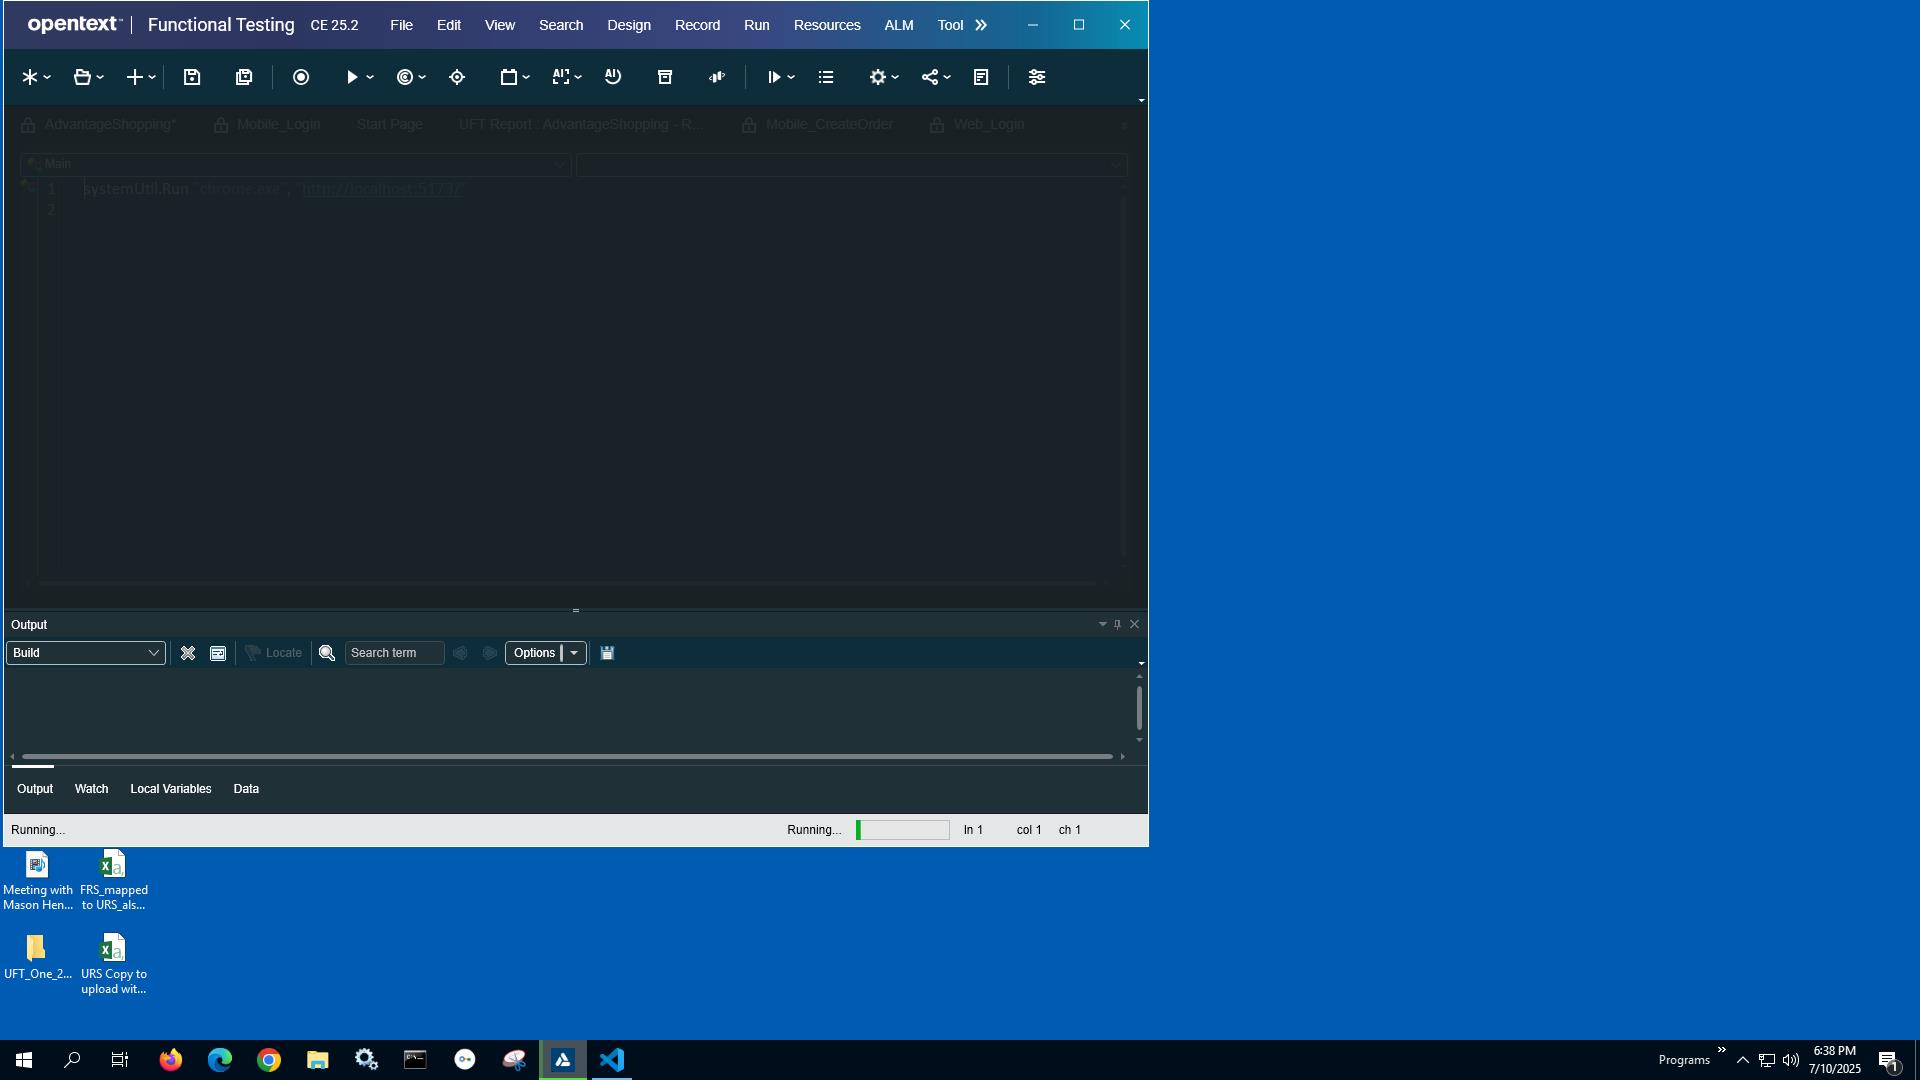 opentext™ | Functional Testing CE 25.2 File Edit View Search Design Record Run Resources ALM Tool
AdvantageShopping* Mobile_Login Start Page UFT Report : AdvantageShopping - R... Mobile_CreateOrder Web_Login
Main
1 systemUtil.Run "chrome.exe", "http://localhost:5173/"
2
Output
Build Locate Search term Options
Output Watch Local Variables Data
Running... Running... ln 1 col 1 ch 1
Meeting with
Mason Hen...
FRS_mapped
to URS_als...
UFT_One_2...
URS Copy to
upload wit...
Programs
6:38 PM
7/10/2025
1